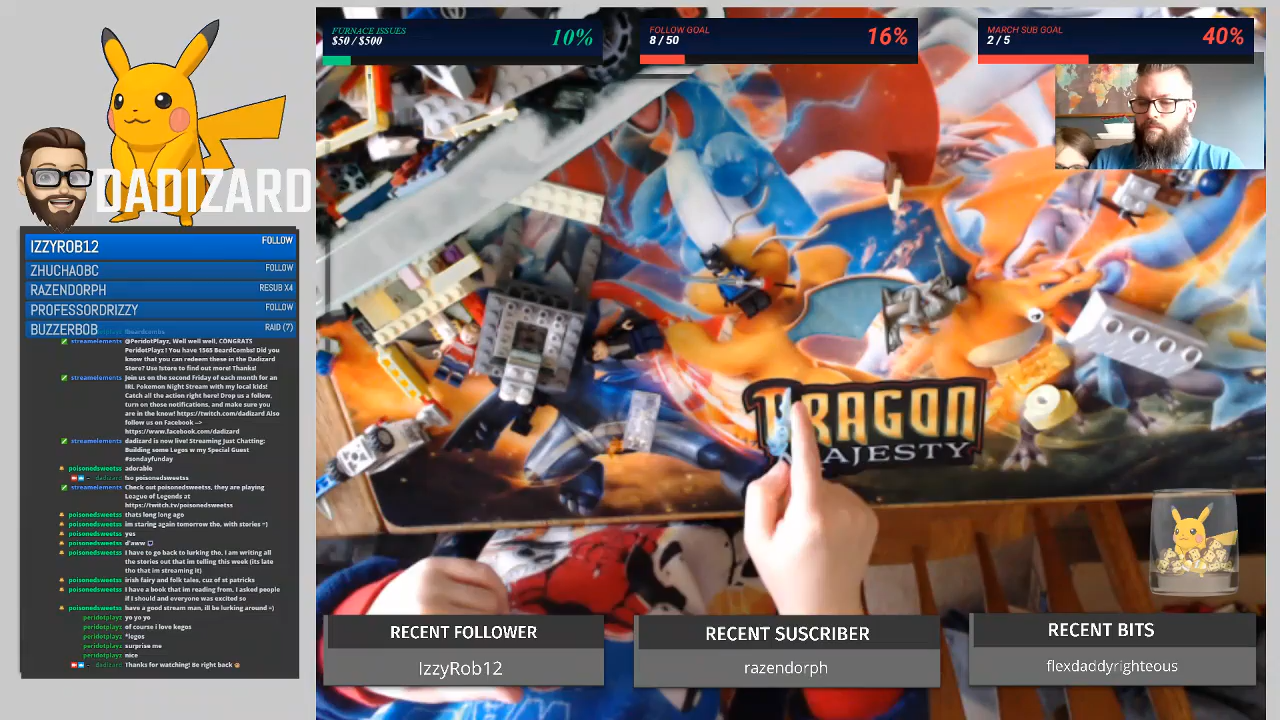 FURNACE ISSUES
$50 / $500
10%
FOLLOW GOAL
8 / 50
16%
MARCH SUB GOAL
2 / 5
40%
DADIZARD
IZZYROB12 FOLLOW
ZHUCHAOBC FOLLOW
RAZENDORPH RESUB X4
PROFESSORDRIZZY FOLLOW
BUZZERBOB RAID (7)
streamelements @PeridotPlayz, Well well well, CONGRATS
PeridotPlayz ! You have 1565 BeardCombs! Did you
know that you can redeem these in the Dadizard
Store? Use !store to find out more! Thanks!
streamelements Join us on the second Friday of each month for an
IRL Pokemon Night Stream with my local kids!
Catch all the action right here! Drop us a follow,
turn on those notifications, and make sure you
are in the know! https://twitch.com/dadizard Also
follow us on Facebook -->
https://www.facebook.com/dadizard
streamelements dadizard is now live! Streaming Just Chatting:
Building some Legos w my Special Guest
#sondayfunday
poisonedsweetss adorable
dadizard !so poisonedsweetss
streamelements Check out poisonedsweetss, they are playing
League of Legends at
https://twitch.tv/poisonedsweetss
poisonedsweetss thats long long ago
poisonedsweetss im staring again tomorrow tho, with stories =)
poisonedsweetss yes
poisonedsweetss d'aww
poisonedsweetss I have to go back to lurking tho, I am writing all
the stories out that im telling this week (its late
tho that im streaming it)
poisonedsweetss irish fairy and folk tales, cuz of st patricks
poisonedsweetss I have a book that im reading from, I asked people
if I should and everyone was excited so
poisonedsweetss have a good stream man, ill be lurking around =)
peridotplayz yo yo yo
peridotplayz of course i love kegos
peridotplayz *legos
peridotplayz surprise me
peridotplayz nice
dadizard Thanks for watching! Be right back
DRAGON
MAJESTY
RECENT FOLLOWER
IzzyRob12
RECENT SUSCRIBER
razendorph
RECENT BITS
flexdaddyrighteous